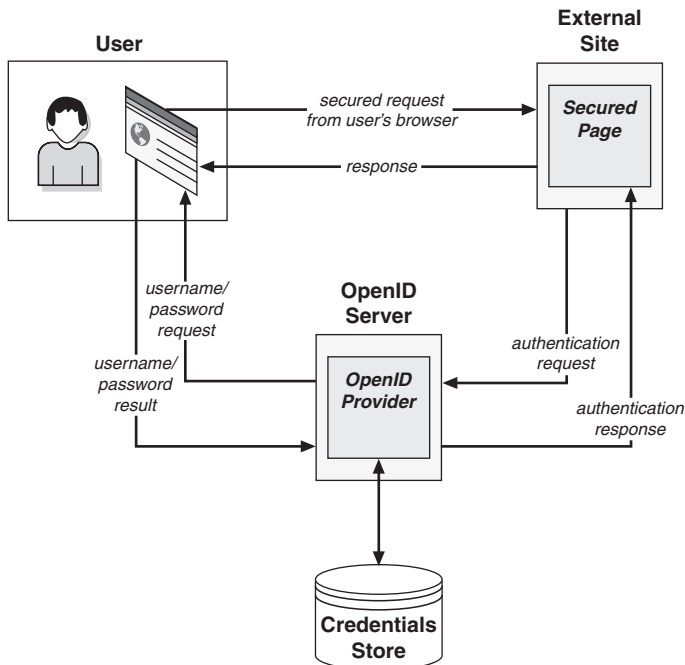 User
External
Site
secured request
from user's browser
Secured
Page
response
username/
password
request
OpenID
Server
authentication
request
username/
password
result
OpenID
Provider
authentication
response
Credentials
Store